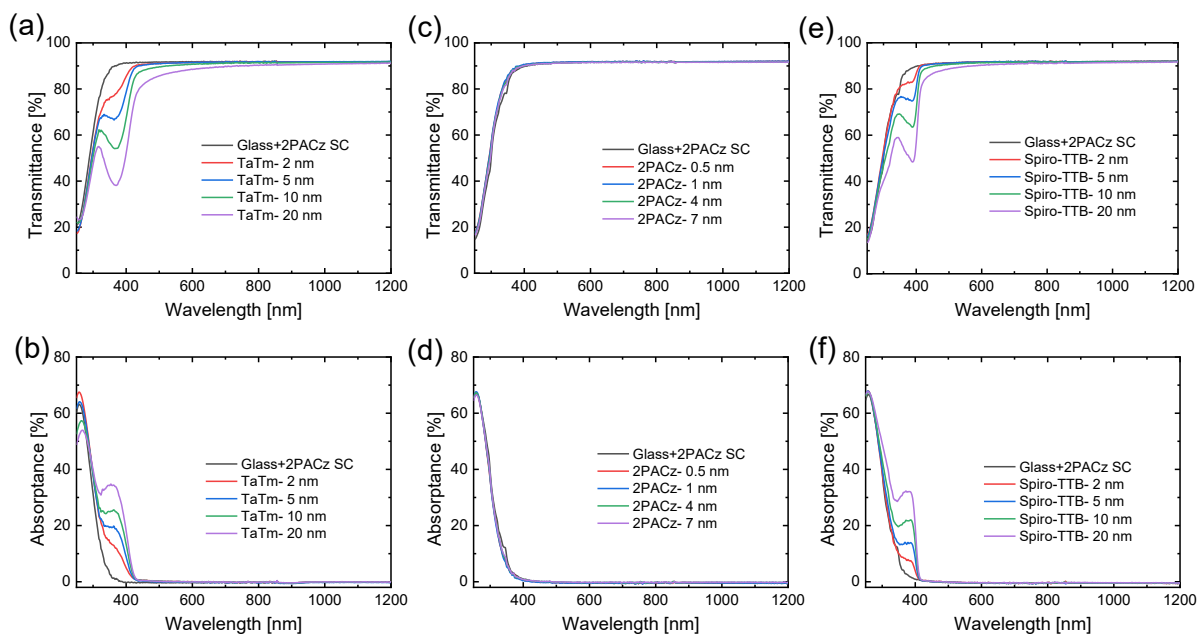 (a)
Transmittance [%]
100
80
60
40
20
0
Glass+2PACz SC
TaTm- 2 nm
TaTm- 5 nm
TaTm- 10 nm
TaTm- 20 nm
400 600 800 1000 1200
Wavelength [nm]
(c)
Transmittance [%]
100
80
60
40
20
0
Glass+2PACz SC
2PACz- 0.5 nm
2PACz- 1 nm
2PACz- 4 nm
2PACz- 7 nm
400 600 800 1000 1200
Wavelength [nm]
(e)
Transmittance [%]
100
80
60
40
20
0
Glass+2PACz SC
Spiro-TTB- 2 nm
Spiro-TTB- 5 nm
Spiro-TTB- 10 nm
Spiro-TTB- 20 nm
400 600 800 1000 1200
Wavelength [nm]
(b)
Absorptance [%]
80
60
40
20
0
Glass+2PACz SC
TaTm- 2 nm
TaTm- 5 nm
TaTm- 10 nm
TaTm- 20 nm
400 600 800 1000 1200
Wavelength [nm]
(d)
Absorptance [%]
80
60
40
20
0
Glass+2PACz SC
2PACz- 0.5 nm
2PACz- 1 nm
2PACz- 4 nm
2PACz- 7 nm
400 600 800 1000 1200
Wavelength [nm]
(f)
Absorptance [%]
80
60
40
20
0
Glass+2PACz SC
Spiro-TTB- 2 nm
Spiro-TTB- 5 nm
Spiro-TTB- 10 nm
Spiro-TTB- 20 nm
400 600 800 1000 1200
Wavelength [nm]